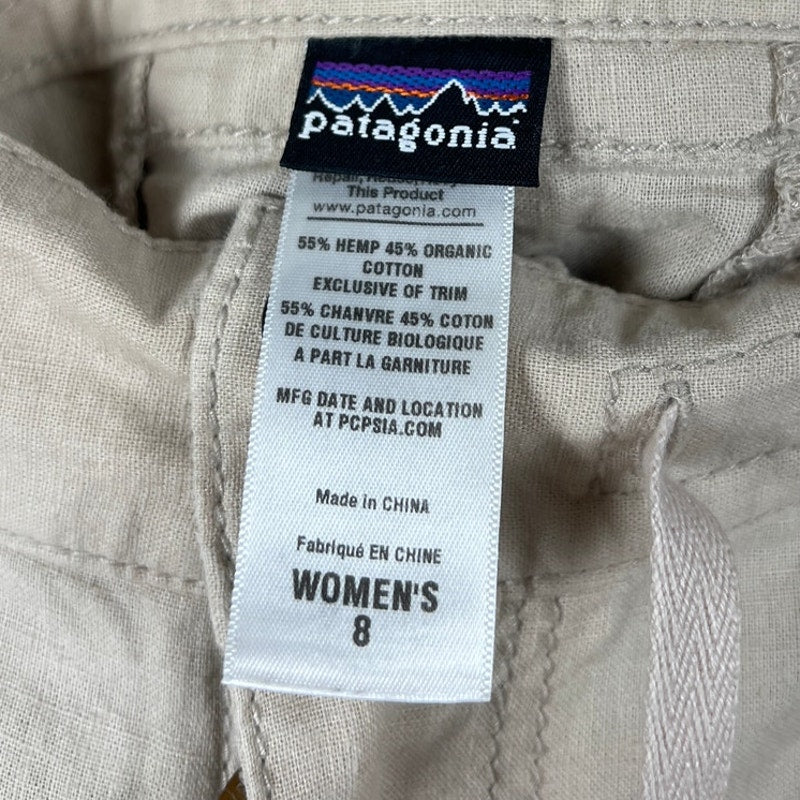 patagonia
This Product
www.patagonia.com
55% HEMP 45% ORGANIC
COTTON
EXCLUSIVE OF TRIM
55% CHANVRE 45% COTON
DE CULTURE BIOLOGIQUE
A PART LA GARNITURE
MFG DATE AND LOCATION
AT PCPSIA.COM
Made in CHINA
Fabriqué EN CHINE
WOMEN'S
8